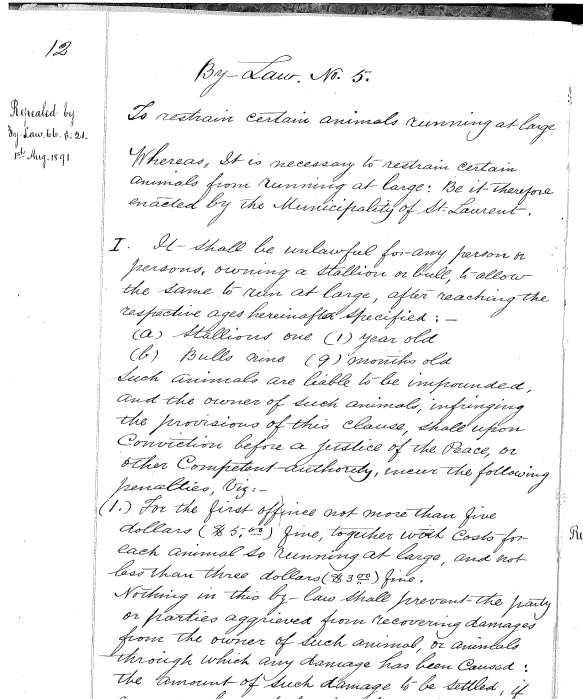 12
By-Law. No. 5.
Repealed by
By-Law. 66. p. 21.
1st Aug. 1891
To restrain certain animals running at large
Whereas, It is necessary to restrain certain
animals from running at large: Be it therefore
enacted by the Municipality of St. Laurent.
I. It shall be unlawful for any person or
persons, owning a stallion or bull, to allow
the same to run at large, after reaching the
respective ages hereinafter specified:-
(a) Stallions one (1) year old
(b) Bulls nine (9) months old
Such animals are liable to be impounded,
and the owner of such animals, infringing
the provisions of this clause, shall upon
Conviction before a Justice of the Peace, or
other Competent authority, incur the following
penalties, Viz:-
(1.) For the first offince not more than five
dollars ($5.00) fine, together with Costs for
each animal so running at large, and not
less than three dollars ($3.00) fine.
Nothing in this by-law shall prevent the party
or parties aggrieved from recovering damages
from the owner of such animal, or animals
through which any damage has been Caused:
the amount of such damage to be settled, if
Re